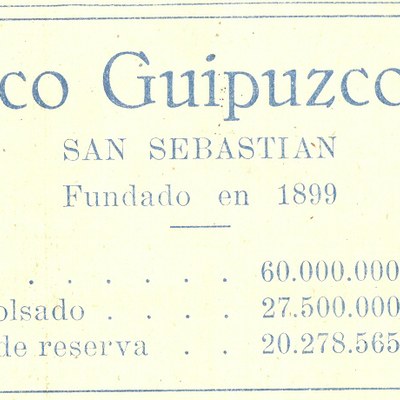 co Guipuzco
SAN SEBASTIAN
Fundado en 1899
. . . . . . 60.000.000
olsado . . . . 27.500.000
de reserva . . 20.278.565